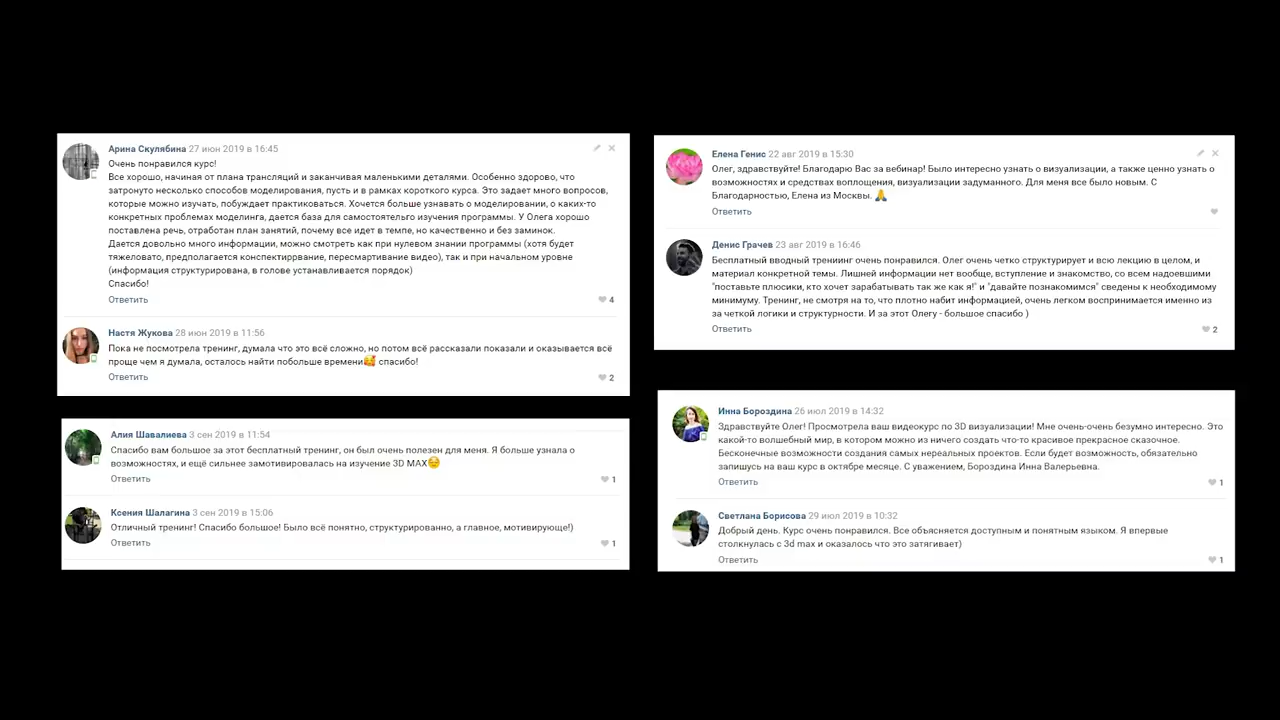 Арина Скулябина 27 июн 2019 в 16:45
Очень понравился курс!
Все хорошо, начиная от плана трансляций и заканчивая маленькими деталями. Особенно здорово, что
затронуто несколько способов моделирования, пусть и в рамках короткого курса. Это задает много вопросов,
которые можно изучать, побуждает практиковаться. Хочется больше узнавать о моделировании, о каких-то
конкретных проблемах моделинга, дается база для самостоятельго изучения программы. У Олега хорошо
поставлена речь, отработан план занятий, почему все идет в темпе, но качественно и без заминок.
Дается довольно много информации, можно смотреть как при нулевом знании программы (хотя будет
тяжеловато, предполагается конспектиррвание, пересмартивание видео), так и при начальном уровне
(информация структурирована, в голове устанавливается порядок)
Спасибо!
Ответить
4
Настя Жукова 28 июн 2019 в 11:56
Пока не посмотрела тренинг, думала что это всё сложно, но потом всё рассказали показали и оказывается всё
проще чем я думала, осталось найти побольше времени🥰 спасибо!
Ответить
2
Алия Шавалиева 3 сен 2019 в 11:54
Спасибо вам большое за этот бесплатный тренинг, он был очень полезен для меня. Я больше узнала о
возможностях, и ещё сильнее замотивировалась на изучение 3D MAX😌
Ответить
1
Ксения Шалагина 3 сен 2019 в 15:06
Отличный тренинг! Спасибо большое! Было всё понятно, структурированно, а главное, мотивирующе!)
Ответить
1
Елена Генис 22 авг 2019 в 15:30
Олег, здравствуйте! Благодарю Вас за вебинар! Было интересно узнать о визуализации, а также ценно узнать о
возможностях и средствах воплощения, визуализации задуманного. Для меня все было новым. С
Благодарностью, Елена из Москвы. 🙏
Ответить
Денис Грачев 23 авг 2019 в 16:46
Бесплатный вводный трениинг очень понравился. Олег очень четко структурирует и всю лекцию в целом, и
материал конкретной темы. Лишней информации нет вообще, вступление и знакомство, со всем надоевшими
"поставьте плюсики, кто хочет зарабатывать так же как я!" и "давайте познакомимся" сведены к необходимому
минимуму. Тренинг, не смотря на то, что плотно набит информацией, очень легком воспринимается именно из
за четкой логики и структурности. И за этот Олегу - большое спасибо )
Ответить
2
Инна Бороздина 26 июл 2019 в 14:32
Здравствуйте Олег! Просмотрела ваш видеокурс по 3D визуализации! Мне очень-очень безумно интересно. Это
какой-то волшебный мир, в котором можно из ничего создать что-то красивое прекрасное сказочное.
Бесконечные возможности создания самых нереальных проектов. Если будет возможность, обязательно
запишусь на ваш курс в октябре месяце. С уважением, Бороздина Инна Валерьевна.
Ответить
1
Светлана Борисова 29 июл 2019 в 10:32
Добрый день. Курс очень понравился. Все объясняется доступным и понятным языком. Я впервые
столкнулась с 3d max и оказалось что это затягивает)
Ответить
1